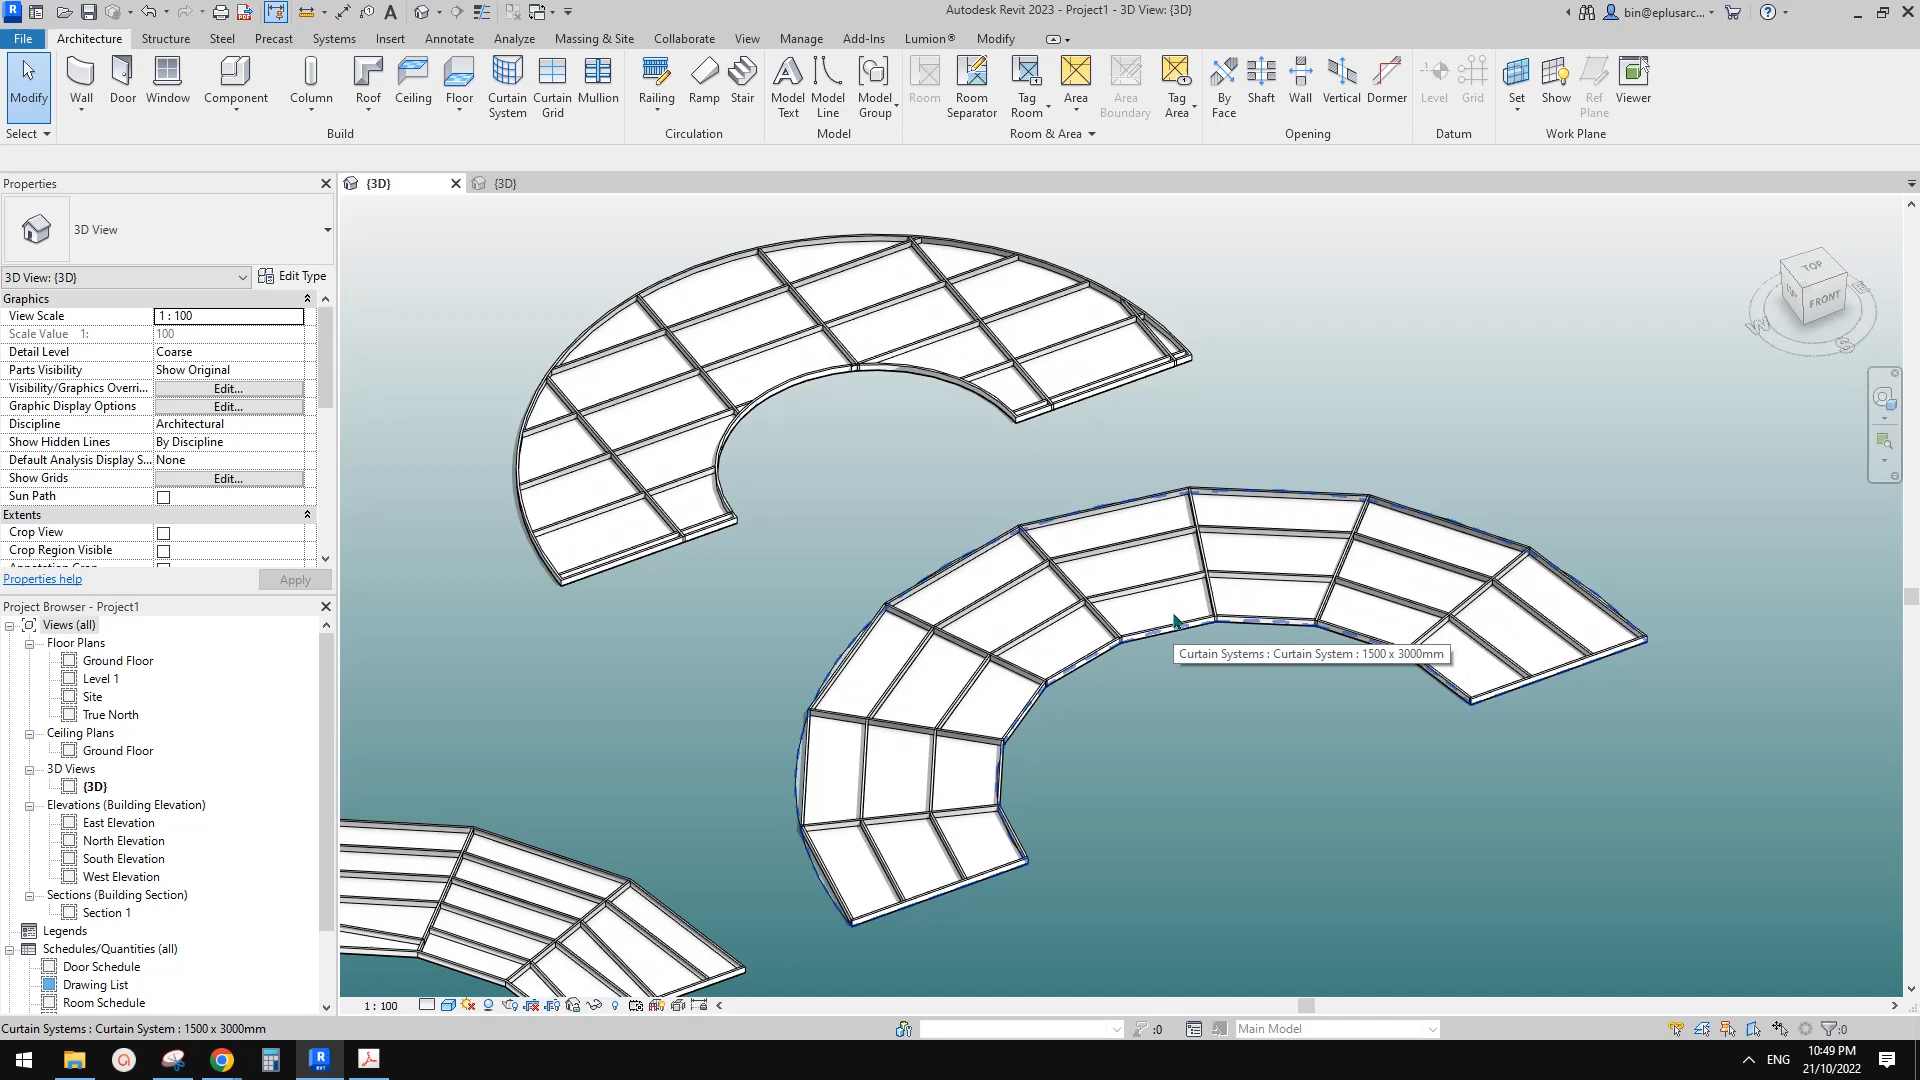 Autodesk Revit 2023 - Project1 - 3D View: {3D}
bin@eplusarc...
File Architecture Structure Steel Precast Systems Insert Annotate Analyze Massing & Site Collaborate View Manage Add-Ins Lumion® Modify
Modify Wall Door Window Component Column Roof Ceiling Floor Curtain System Curtain Grid Mullion Railing Ramp Stair Model Text Model Line Model Group Room Room Separator Tag Room Area Area Boundary Tag Area By Face Shaft Wall Vertical Dormer Level Grid Set Show Ref Plane Viewer
Select Build Circulation Model Room & Area Opening Datum Work Plane
Properties
{3D} {3D}
3D View
3D View: {3D} Edit Type
Graphics
View Scale 1 : 100
Scale Value 1: 100
Detail Level Coarse
Parts Visibility Show Original
Visibility/Graphics Overri... Edit...
Graphic Display Options Edit...
Discipline Architectural
Show Hidden Lines By Discipline
Default Analysis Display S... None
Show Grids Edit...
Sun Path
Extents
Crop View
Crop Region Visible
Properties help Apply
Project Browser - Project1
Views (all)
Floor Plans
Ground Floor
Level 1
Site
True North
Ceiling Plans
Ground Floor
3D Views
{3D}
Elevations (Building Elevation)
East Elevation
North Elevation
South Elevation
West Elevation
Sections (Building Section)
Section 1
Legends
Schedules/Quantities (all)
Door Schedule
Drawing List
Room Schedule
TOP
FRONT
W
S
Curtain Systems : Curtain System : 1500 x 3000mm
1 : 100
Curtain Systems : Curtain System : 1500 x 3000mm
:0
Main Model
:0
ENG
10:49 PM
21/10/2022